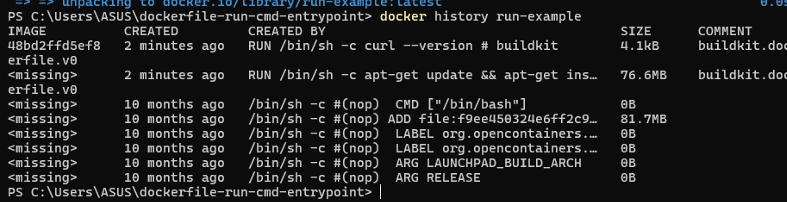 => => unpacking to docker.io/library/run-example:latest 0.0s
PS C:\Users\ASUS\dockerfile-run-cmd-entrypoint> docker history run-example
IMAGE CREATED CREATED BY SIZE COMMENT
48bd2ffd5ef8 2 minutes ago RUN /bin/sh -c curl --version # buildkit 4.1kB buildkit.doc
erfile.v0
<missing> 2 minutes ago RUN /bin/sh -c apt-get update && apt-get ins… 76.6MB buildkit.doc
erfile.v0
<missing> 10 months ago /bin/sh -c #(nop) CMD ["/bin/bash"] 0B
<missing> 10 months ago /bin/sh -c #(nop) ADD file:f9ee450324e6ff2c9… 81.7MB
<missing> 10 months ago /bin/sh -c #(nop) LABEL org.opencontainers.… 0B
<missing> 10 months ago /bin/sh -c #(nop) LABEL org.opencontainers.… 0B
<missing> 10 months ago /bin/sh -c #(nop) ARG LAUNCHPAD_BUILD_ARCH 0B
<missing> 10 months ago /bin/sh -c #(nop) ARG RELEASE 0B
PS C:\Users\ASUS\dockerfile-run-cmd-entrypoint>